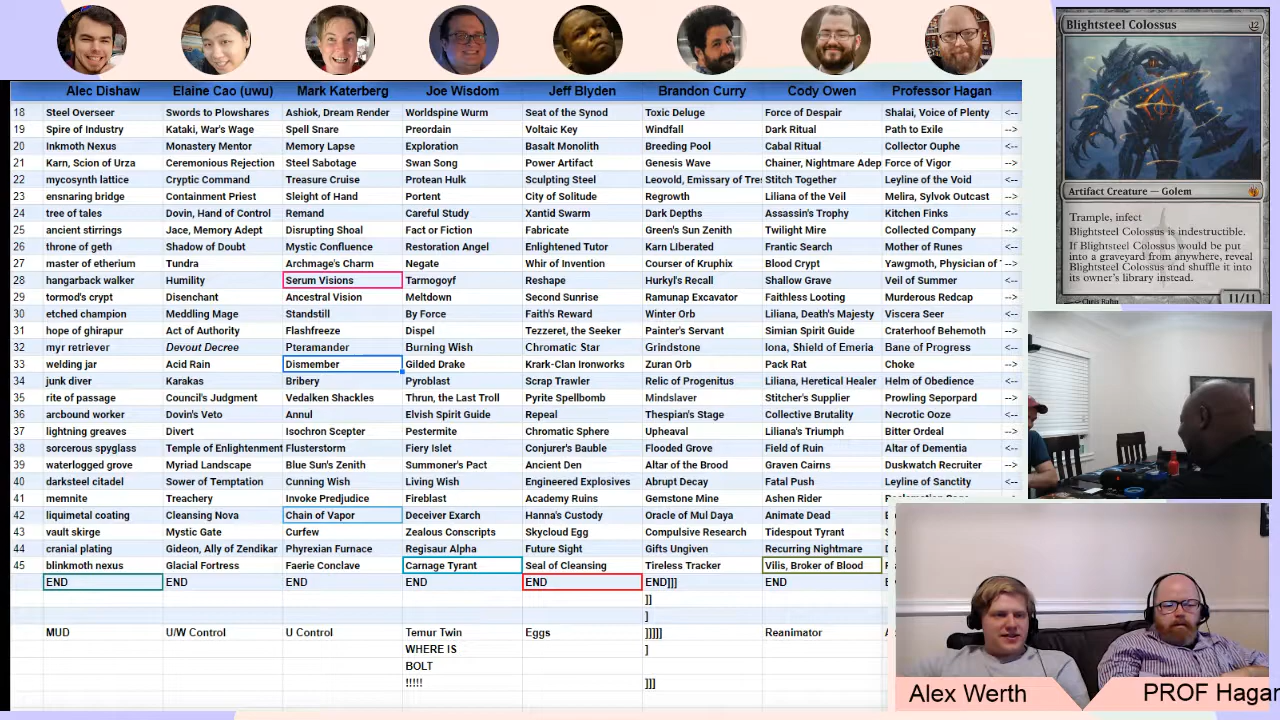 Alec Dishaw Elaine Cao (uwu) Mark Katerberg Joe Wisdom Jeff Blyden Brandon Curry Cody Owen Professor Hagan
18 Steel Overseer Swords to Plowshares Ashiok, Dream Render Worldspine Wurm Seat of the Synod Toxic Deluge Force of Despair Shalai, Voice of Plenty <--
19 Spire of Industry Kataki, War's Wage Spell Snare Preordain Voltaic Key Windfall Dark Ritual Path to Exile -->
20 Inkmoth Nexus Monastery Mentor Memory Lapse Exploration Basalt Monolith Breeding Pool Cabal Ritual Collector Ouphe <--
21 Karn, Scion of Urza Ceremonious Rejection Steel Sabotage Swan Song Power Artifact Genesis Wave Chainer, Nightmare Adep Force of Vigor -->
22 mycosynth lattice Cryptic Command Treasure Cruise Protean Hulk Sculpting Steel Leovold, Emissary of Tres Stitch Together Leyline of the Void <--
23 ensnaring bridge Containment Priest Sleight of Hand Portent City of Solitude Regrowth Liliana of the Veil Melira, Sylvok Outcast -->
24 tree of tales Dovin, Hand of Control Remand Careful Study Xantid Swarm Dark Depths Assassin's Trophy Kitchen Finks <--
25 ancient stirrings Jace, Memory Adept Disrupting Shoal Fact or Fiction Fabricate Green's Sun Zenith Twilight Mire Collected Company -->
26 throne of geth Shadow of Doubt Mystic Confluence Restoration Angel Enlightened Tutor Karn LIberated Frantic Search Mother of Runes <--
27 master of etherium Tundra Archmage's Charm Negate Whir of Invention Courser of Kruphix Blood Crypt Yawgmoth, Physician of T -->
28 hangarback walker Humility Serum Visions Tarmogoyf Reshape Hurkyl's Recall Shallow Grave Veil of Summer <--
29 tormod's crypt Disenchant Ancestral Vision Meltdown Second Sunrise Ramunap Excavator Faithless Looting Murderous Redcap -->
30 etched champion Meddling Mage Standstill By Force Faith's Reward Winter Orb Liliana, Death's Majesty Viscera Seer <--
31 hope of ghirapur Act of Authority Flashfreeze Dispel Tezzeret, the Seeker Painter's Servant Simian Spirit Guide Craterhoof Behemoth -->
32 myr retriever Devout Decree Pteramander Burning Wish Chromatic Star Grindstone Iona, Shield of Emeria Bane of Progress <--
33 welding jar Acid Rain Dismember Gilded Drake Krark-Clan Ironworks Zuran Orb Pack Rat Choke -->
34 junk diver Karakas Bribery Pyroblast Scrap Trawler Relic of Progenitus Liliana, Heretical Healer Helm of Obedience <--
35 rite of passage Council's Judgment Vedalken Shackles Thrun, the Last Troll Pyrite Spellbomb Mindslaver Stitcher's Supplier Prowling Serpopard -->
36 arcbound worker Dovin's Veto Annul Elvish Spirit Guide Repeal Thespian's Stage Collective Brutality Necrotic Ooze <--
37 lightning greaves Divert Isochron Scepter Pestermite Chromatic Sphere Upheaval Liliana's Triumph Bitter Ordeal -->
38 sorcerous spyglass Temple of Enlightenment Flusterstorm Fiery Islet Conjurer's Bauble Flooded Grove Field of Ruin Altar of Dementia <--
39 waterlogged grove Myriad Landscape Blue Sun's Zenith Summoner's Pact Ancient Den Altar of the Brood Graven Cairns Duskwatch Recruiter -->
40 darksteel citadel Sower of Temptation Cunning Wish Living Wish Engineered Explosives Abrupt Decay Fatal Push Leyline of Sanctity <--
41 memnite Treachery Invoke Predjudice Fireblast Academy Ruins Gemstone Mine Ashen Rider -->
42 liquimetal coating Cleansing Nova Chain of Vapor Deceiver Exarch Hanna's Custody Oracle of Mul Daya Animate Dead
43 vault skirge Mystic Gate Curfew Zealous Conscripts Skycloud Egg Compulsive Research Tidespout Tyrant
44 cranial plating Gideon, Ally of Zendikar Phyrexian Furnace Regisaur Alpha Future Sight Gifts Ungiven Recurring Nightmare
45 blinkmoth nexus Glacial Fortress Faerie Conclave Carnage Tyrant Seal of Cleansing Tireless Tracker Vilis, Broker of Blood
END END END END END END]]] END
]]
]
MUD U/W Control U Control Temur Twin Eggs ]]]]] Reanimator
WHERE IS ]
BOLT
!!!!! ]]]
Blightsteel Colossus 12
Artifact Creature — Golem
Trample, infect
Blightsteel Colossus is indestructible.
If Blightsteel Colossus would be put
into a graveyard from anywhere, reveal
Blightsteel Colossus and shuffle it into
its owner's library instead.
11/11
Alex Werth PROF Hagan